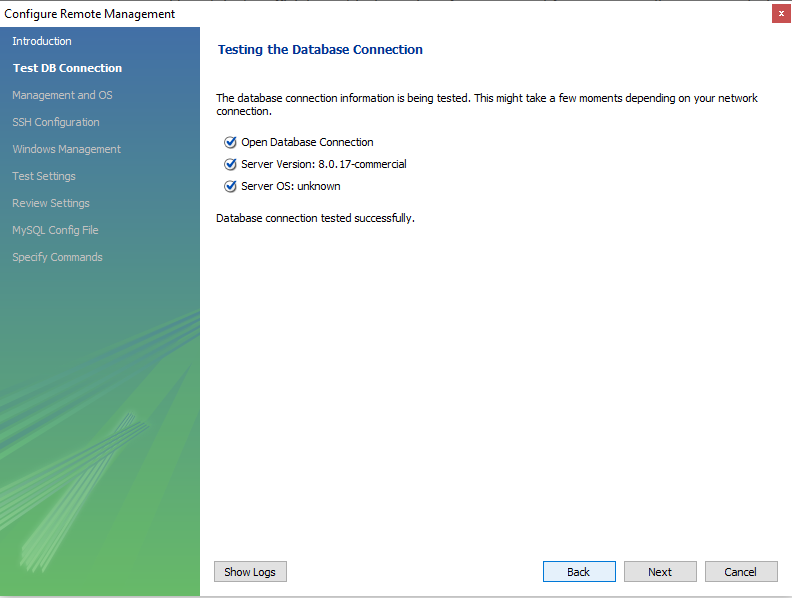 Configure Remote Management
x
Introduction
Test DB Connection
Management and OS
SSH Configuration
Windows Management
Test Settings
Review Settings
MySQL Config File
Specify Commands
Testing the Database Connection
The database connection information is being tested. This might take a few moments depending on your network
connection.
Open Database Connection
Server Version: 8.0.17-commercial
Server OS: unknown
Database connection tested successfully.
Show Logs
Back
Next
Cancel